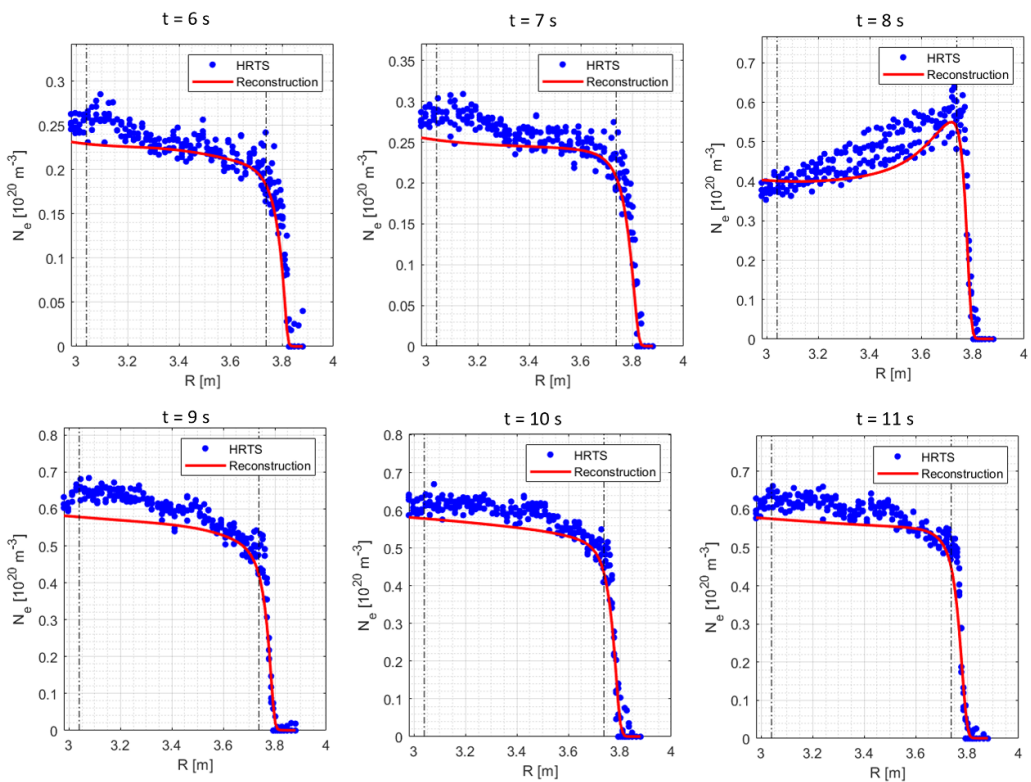 t = 6 s
t = 7 s
t = 8 s
HRTS
Reconstruction
N_e [10^20 m^-3]
0.3
0.25
0.2
0.15
0.1
0.05
0
3
3.2
3.4
3.6
3.8
4
R [m]
HRTS
Reconstruction
N_e [10^20 m^-3]
0.35
0.3
0.25
0.2
0.15
0.1
0.05
0
3
3.2
3.4
3.6
3.8
4
R [m]
HRTS
Reconstruction
N_e [10^20 m^-3]
0.7
0.6
0.5
0.4
0.3
0.2
0.1
0
3
3.2
3.4
3.6
3.8
4
R [m]
t = 9 s
t = 10 s
t = 11 s
HRTS
Reconstruction
N_e [10^20 m^-3]
0.8
0.7
0.6
0.5
0.4
0.3
0.2
0.1
0
3
3.2
3.4
3.6
3.8
4
R [m]
HRTS
Reconstruction
N_e [10^20 m^-3]
0.8
0.7
0.6
0.5
0.4
0.3
0.2
0.1
0
3
3.2
3.4
3.6
3.8
4
R [m]
HRTS
Reconstruction
N_e [10^20 m^-3]
0.7
0.6
0.5
0.4
0.3
0.2
0.1
0
3
3.2
3.4
3.6
3.8
4
R [m]